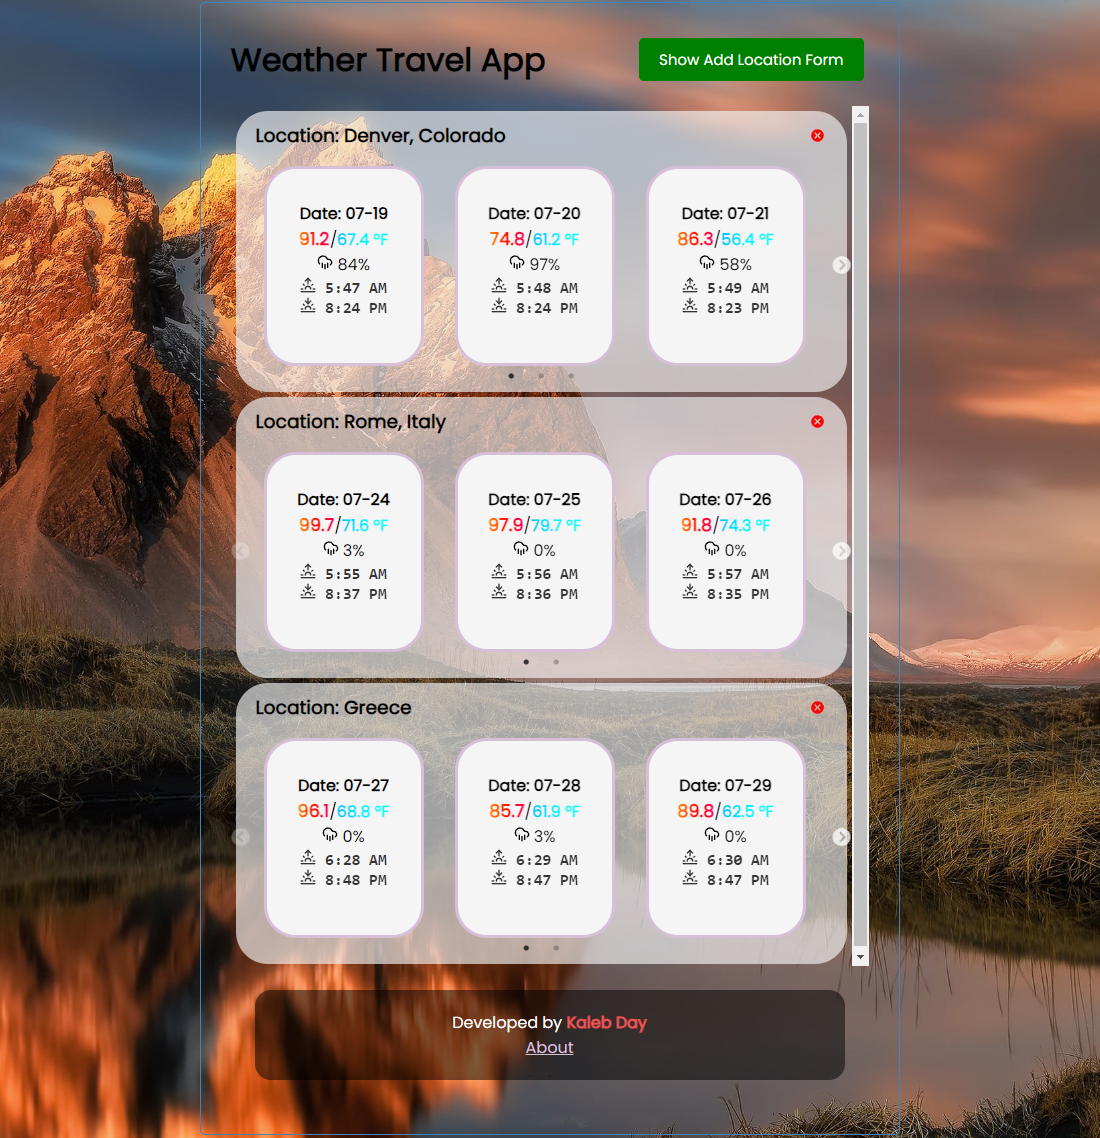 Weather Travel App
Show Add Location Form
Location: Denver, Colorado
Date: 07-19
91.2/67.4 °F
84%
5:47 AM
8:24 PM
Date: 07-20
74.8/61.2 °F
97%
5:48 AM
8:24 PM
Date: 07-21
86.3/56.4 °F
58%
5:49 AM
8:23 PM
Location: Rome, Italy
Date: 07-24
99.7/71.6 °F
3%
5:55 AM
8:37 PM
Date: 07-25
97.9/79.7 °F
0%
5:56 AM
8:36 PM
Date: 07-26
91.8/74.3 °F
0%
5:57 AM
8:35 PM
Location: Greece
Date: 07-27
96.1/68.8 °F
0%
6:28 AM
8:48 PM
Date: 07-28
85.7/61.9 °F
3%
6:29 AM
8:47 PM
Date: 07-29
89.8/62.5 °F
0%
6:30 AM
8:47 PM
Developed by Kaleb Day
About